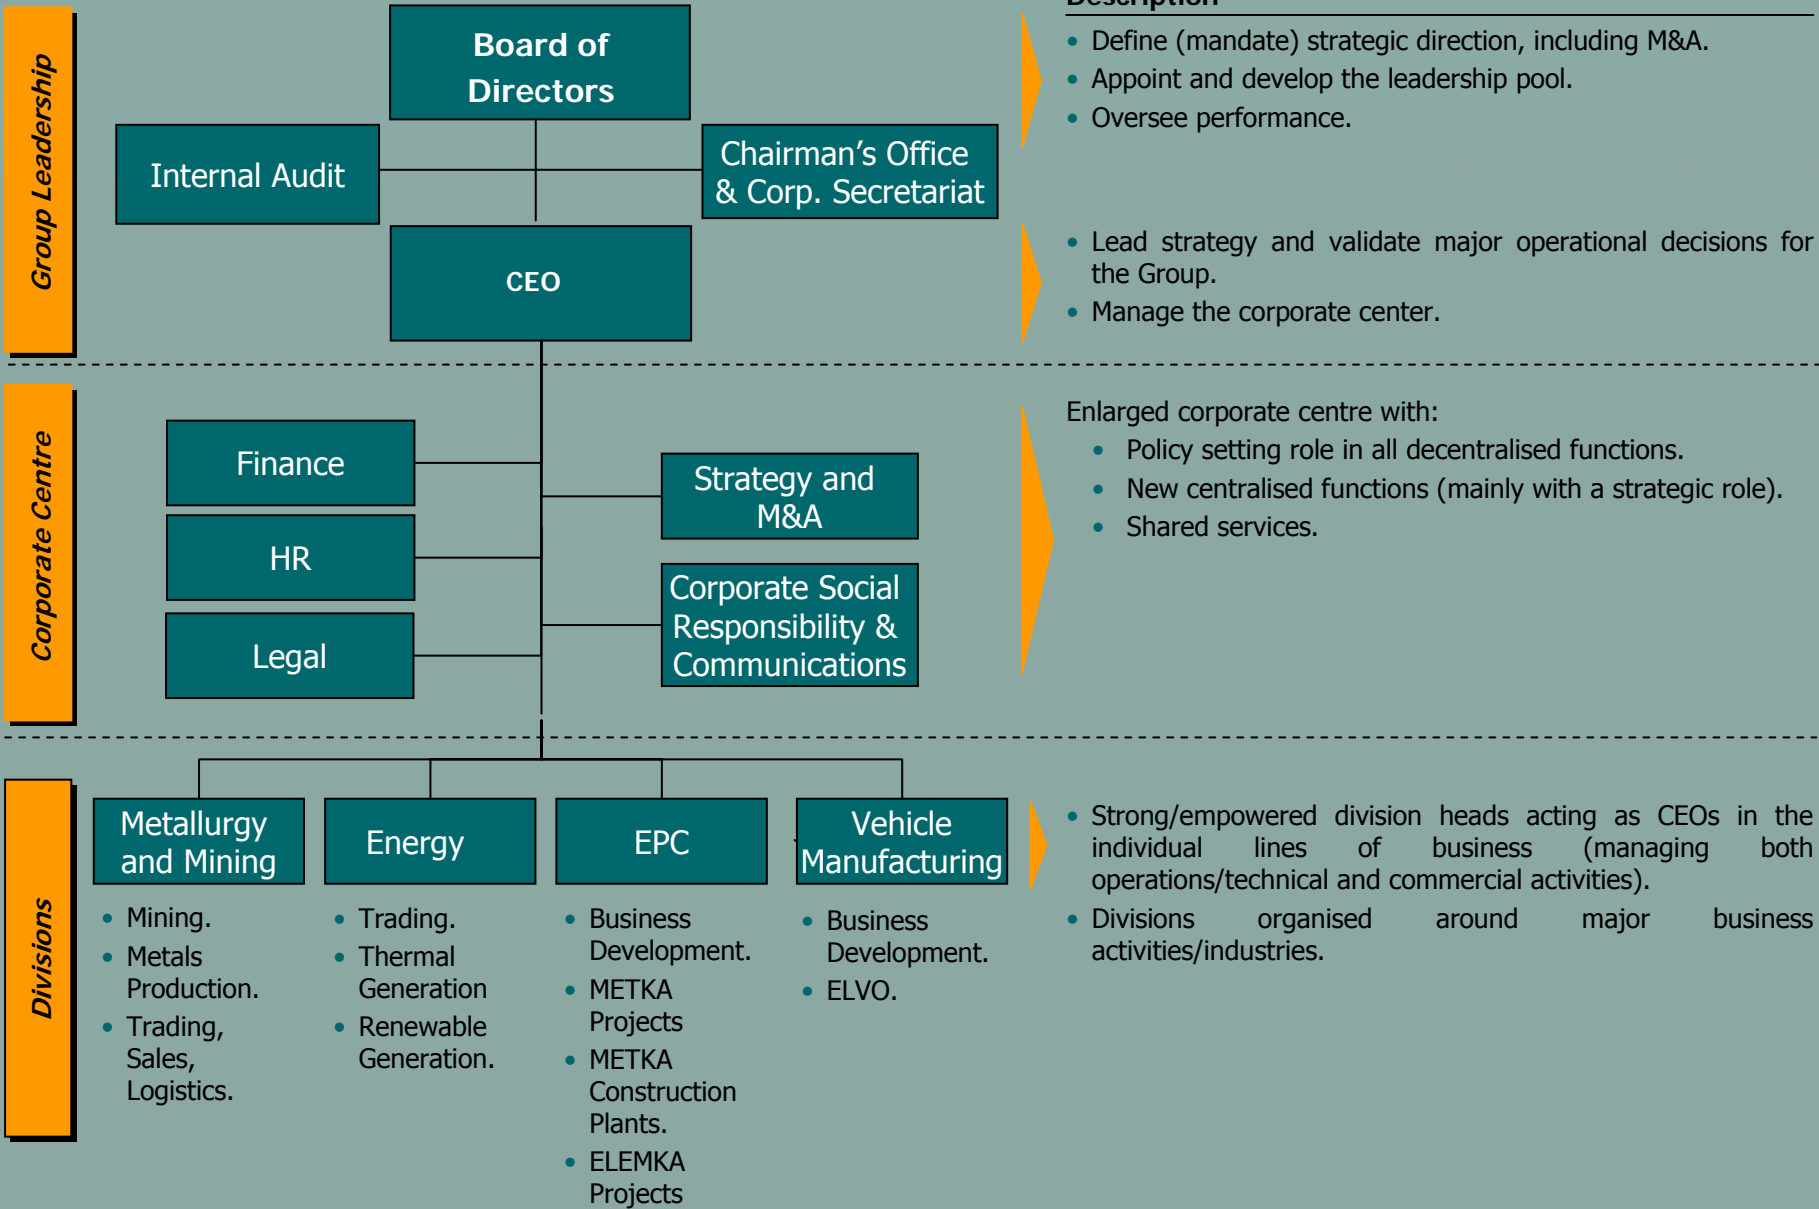 Description
Group Leadership
Board of
Directors
Internal Audit
Chairman’s Office
& Corp. Secretariat
CEO
• Define (mandate) strategic direction, including M&A.
• Appoint and develop the leadership pool.
• Oversee performance.
• Lead strategy and validate major operational decisions for
the Group.
• Manage the corporate center.
Corporate Centre
Finance
HR
Legal
Strategy and
M&A
Corporate Social
Responsibility &
Communications
Enlarged corporate centre with:
• Policy setting role in all decentralised functions.
• New centralised functions (mainly with a strategic role).
• Shared services.
Divisions
Metallurgy
and Mining
• Mining.
• Metals
Production.
• Trading,
Sales,
Logistics.
Energy
• Trading.
• Thermal
Generation
• Renewable
Generation.
EPC
• Business
Development.
• METKA
Projects
• METKA
Construction
Plants.
• ELEMKA
Projects
Vehicle
Manufacturing
• Business
Development.
• ELVO.
• Strong/empowered division heads acting as CEOs in the
individual lines of business (managing both
operations/technical and commercial activities).
• Divisions organised around major business
activities/industries.